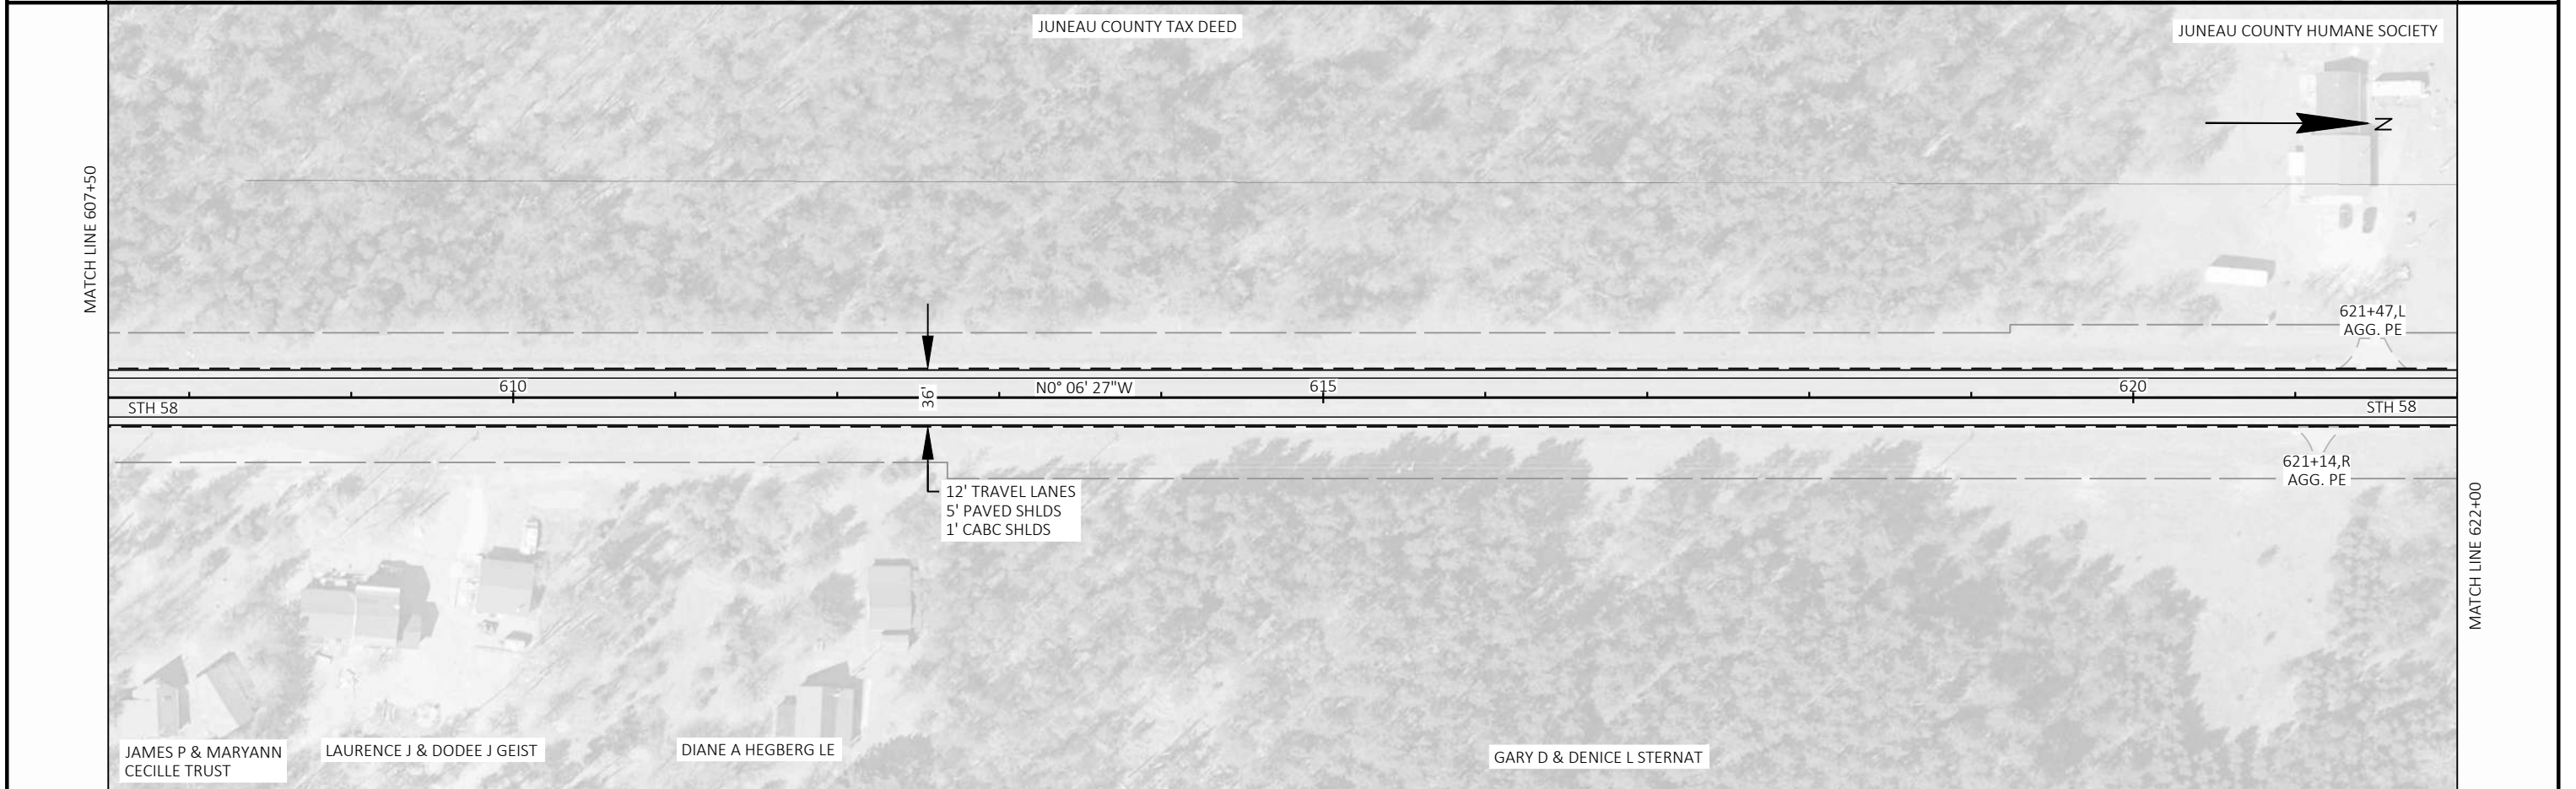 JUNEAU COUNTY TAX DEED
JUNEAU COUNTY HUMANE SOCIETY
N
MATCH LINE 607+50
621+47,L
AGG. PE
610
36'
N0° 06' 27"W
615
620
STH 58
STH 58
621+14,R
AGG. PE
12' TRAVEL LANES
5' PAVED SHLDS
1' CABC SHLDS
MATCH LINE 622+00
JAMES P & MARYANN
CECILLE TRUST
LAURENCE J & DODEE J GEIST
DIANE A HEGBERG LE
GARY D & DENICE L STERNAT